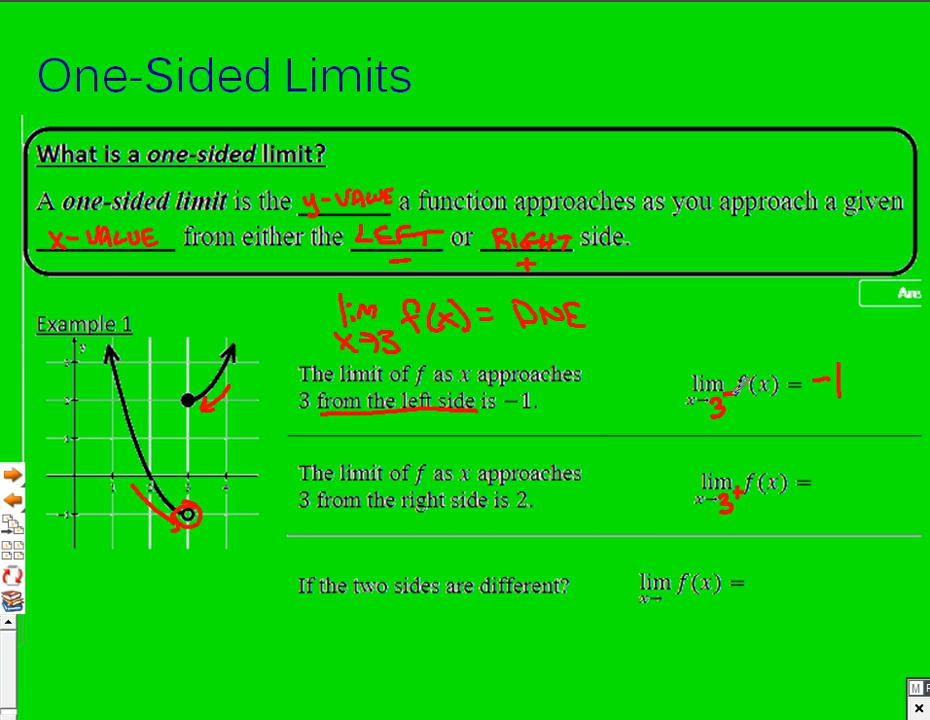 One-Sided Limits
What is a one-sided limit?
A one-sided limit is the y-VALUE a function approaches as you approach a given
x-VALUE from either the LEFT or RIGHT side.
− +
Ans
lim f(x) = DNE
x→3
Example 1
y
The limit of f as x approaches
3 from the left side is −1.
lim f(x) = −1
x→3⁻
The limit of f as x approaches
3 from the right side is 2.
lim f(x) =
x→3⁺
If the two sides are different?
lim f(x) =
x→
M